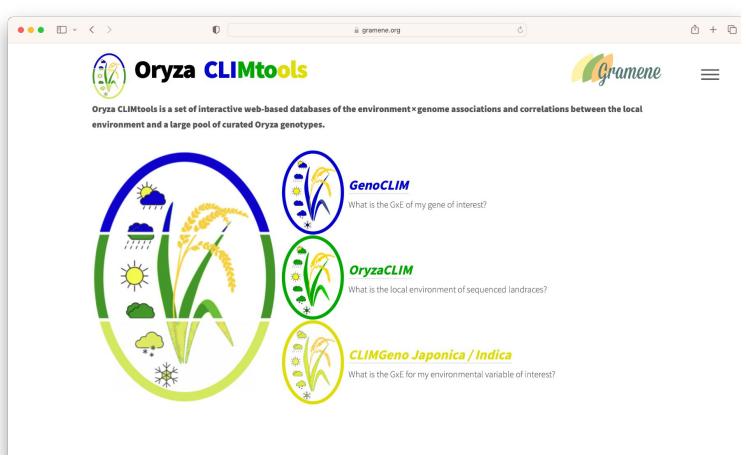 gramene.org
Oryza CLIMtools
Gramene
Oryza CLIMtools is a set of interactive web-based databases of the environment×genome associations and correlations between the local
environment and a large pool of curated Oryza genotypes.
GenoCLIM
What is the GxE of my gene of interest?
OryzaCLIM
What is the local environment of sequenced landraces?
CLIMGeno Japonica / Indica
What is the GxE for my environmental variable of interest?